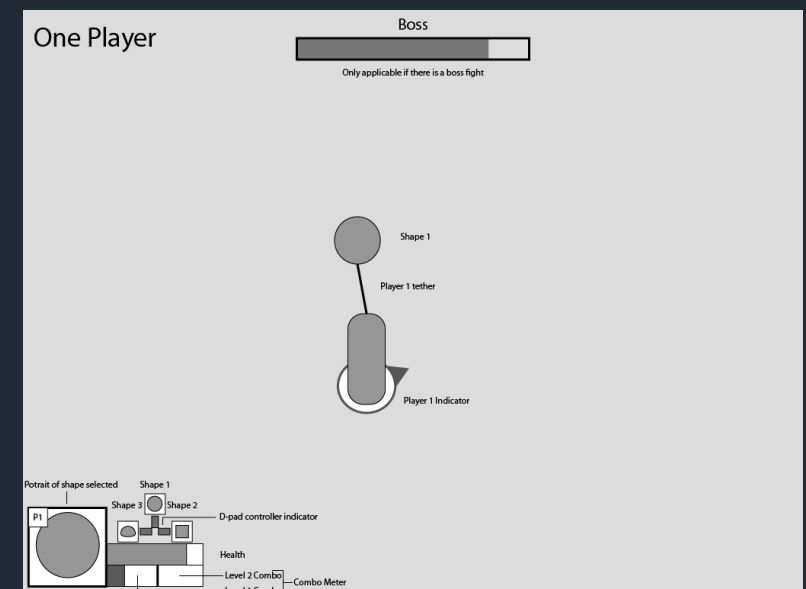 One Player
Boss
Only applicable if there is a boss fight
Shape 1
Player 1 tether
Player 1 Indicator
Potrait of shape selected
Shape 1
Shape 3
Shape 2
P1
D-pad controller indicator
Health
Level 2 Combo
Combo Meter